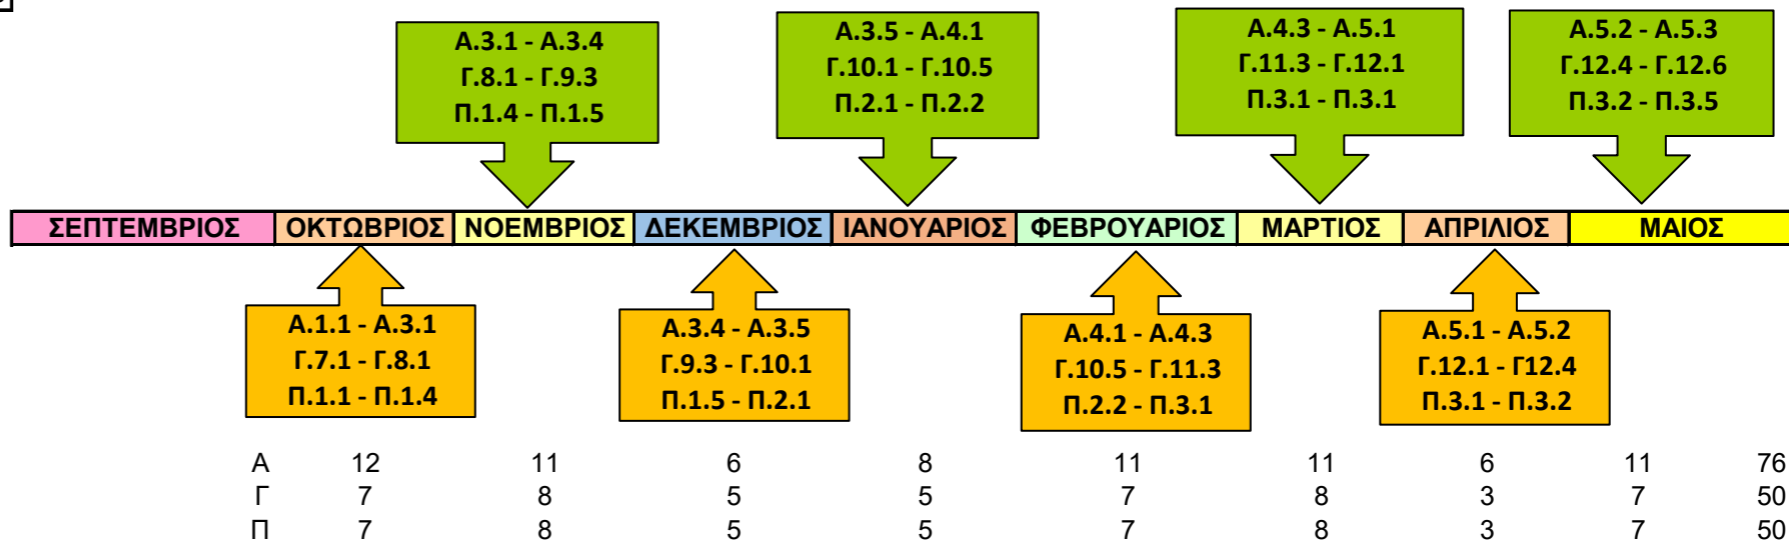 Α.3.1 - Α.3.4
Γ.8.1 - Γ.9.3
Π.1.4 - Π.1.5
Α.3.5 - Α.4.1
Γ.10.1 - Γ.10.5
Π.2.1 - Π.2.2
Α.4.3 - Α.5.1
Γ.11.3 - Γ.12.1
Π.3.1 - Π.3.1
Α.5.2 - Α.5.3
Γ.12.4 - Γ.12.6
Π.3.2 - Π.3.5
ΣΕΠΤΕΜΒΡΙΟΣ ΟΚΤΩΒΡΙΟΣ ΝΟΕΜΒΡΙΟΣ ΔΕΚΕΜΒΡΙΟΣ ΙΑΝΟΥΑΡΙΟΣ ΦΕΒΡΟΥΑΡΙΟΣ ΜΑΡΤΙΟΣ ΑΠΡΙΛΙΟΣ ΜΑΙΟΣ
Α.1.1 - Α.3.1
Γ.7.1 - Γ.8.1
Π.1.1 - Π.1.4
Α.3.4 - Α.3.5
Γ.9.3 - Γ.10.1
Π.1.5 - Π.2.1
Α.4.1 - Α.4.3
Γ.10.5 - Γ.11.3
Π.2.2 - Π.3.1
Α.5.1 - Α.5.2
Γ.12.1 - Γ12.4
Π.3.1 - Π.3.2
Α 12 11 6 8 11 11 6 11 76
Γ 7 8 5 5 7 8 3 7 50
Π 7 8 5 5 7 8 3 7 50